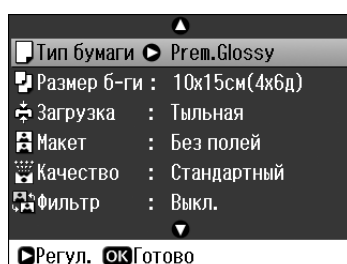 Тип бумаги Prem.Glossy
Размер б-ги : 10x15см(4x6д)
Загрузка : Тыльная
Макет : Без полей
Качество : Стандартный
Фильтр : Выкл.
Регул. OK Готово